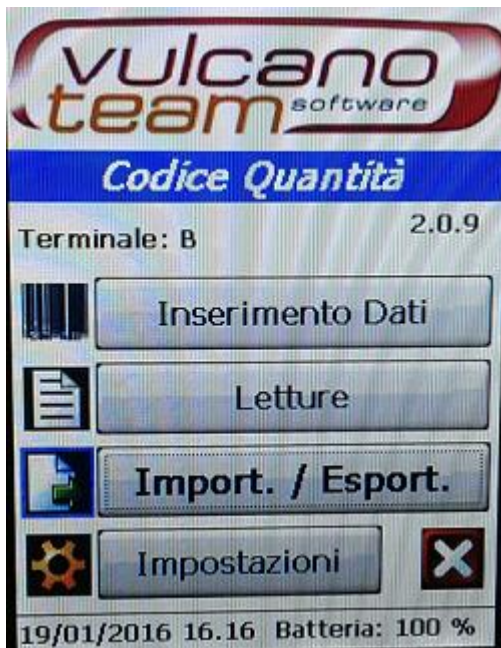 vulcano
team software
Codice Quantità
2.0.9
Terminale: B
Inserimento Dati
Letture
Import. / Esport.
Impostazioni
19/01/2016 16.16 Batteria: 100 %